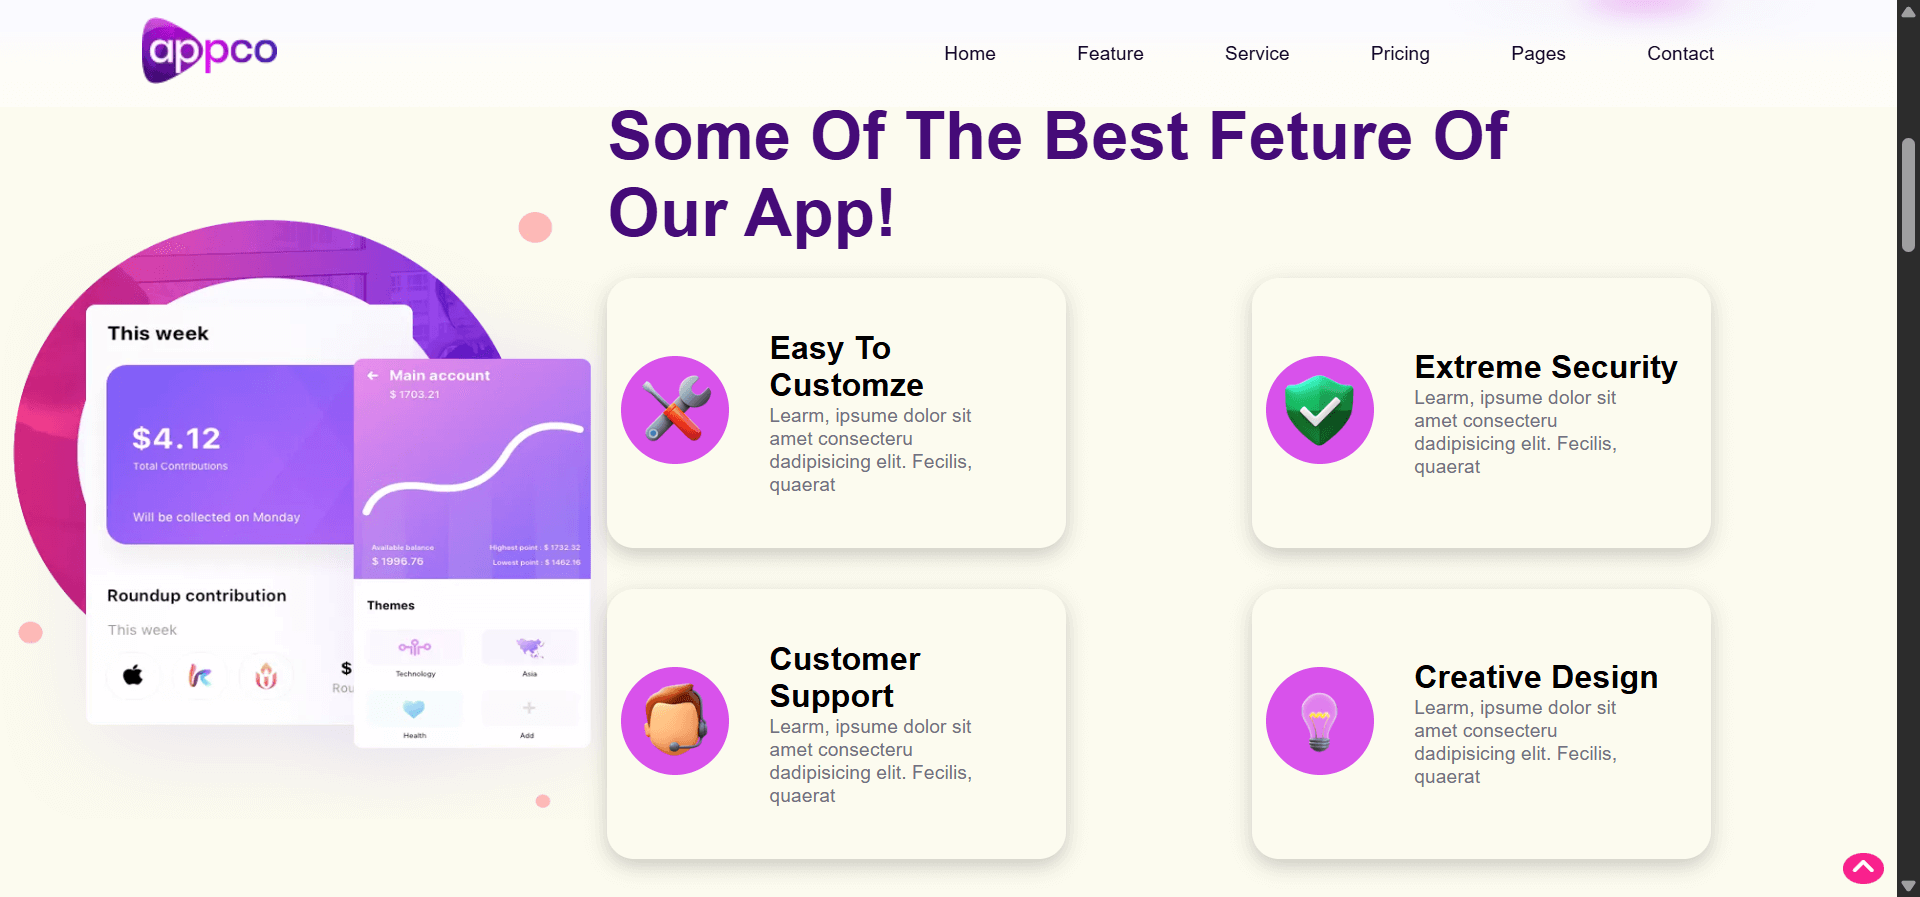 appco
Home Feature Service Pricing Pages Contact
Some Of The Best Feture Of
Our App!
This week
$4.12
Total Contributions
Will be collected on Monday
Roundup contribution
This week
$
Rou
Main account
$ 1703.21
Available balance
$ 1996.76
Highest point : $ 1732.32
Lowest point : $ 1462.16
Themes
Technology
Asia
Health
Add
Easy To
Customze
Learm, ipsume dolor sit
amet consecteru
dadipisicing elit. Fecilis,
quaerat
Extreme Security
Learm, ipsume dolor sit
amet consecteru
dadipisicing elit. Fecilis,
quaerat
Customer
Support
Learm, ipsume dolor sit
amet consecteru
dadipisicing elit. Fecilis,
quaerat
Creative Design
Learm, ipsume dolor sit
amet consecteru
dadipisicing elit. Fecilis,
quaerat